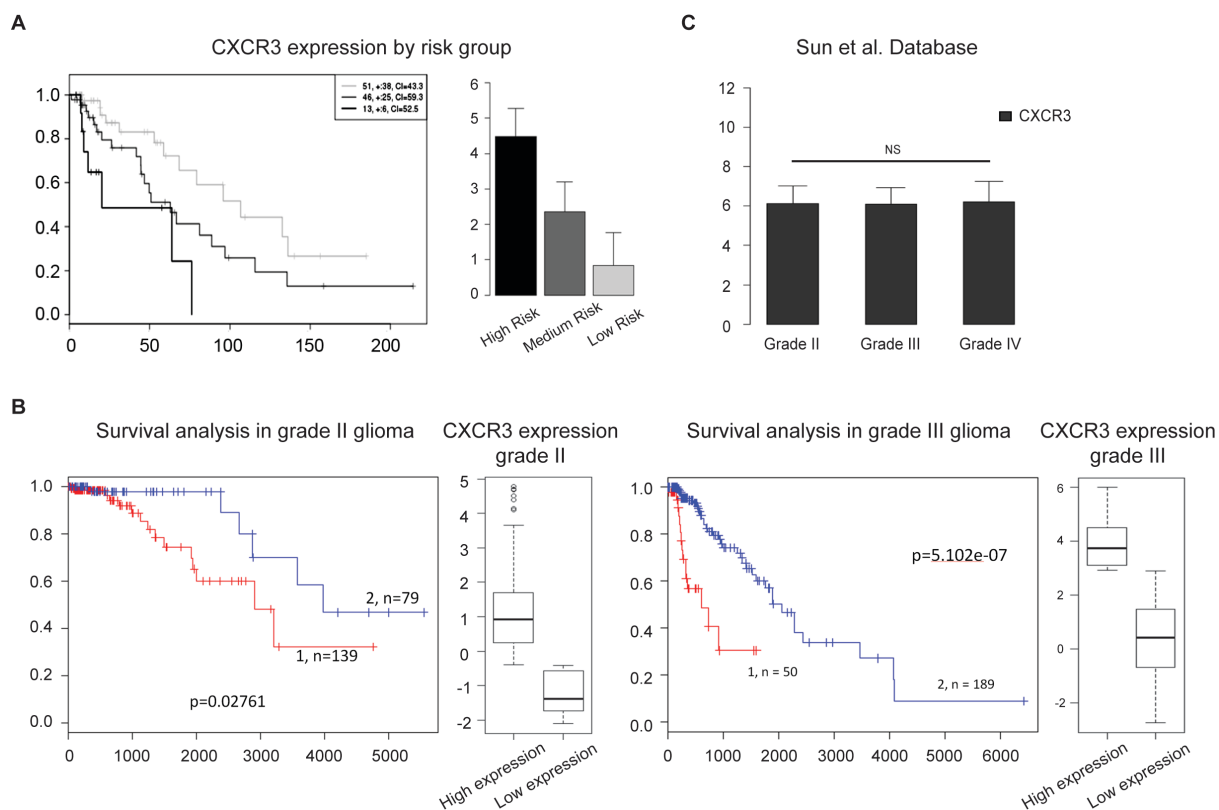 A
CXCR3 expression by risk group
1.0
0.8
0.6
0.4
0.2
0.0
0
50
100
150
200
51, +:38, CI=43.3
46, +:25, CI=59.3
13, +:6, CI=52.5
6
5
4
3
2
1
0
High Risk
Medium Risk
Low Risk
C
Sun et al. Database
12
10
8
6
4
2
0
CXCR3
NS
Grade II
Grade III
Grade IV
B
Survival analysis in grade II glioma
1.0
0.8
0.6
0.4
0.2
0.0
0
1000
2000
3000
4000
5000
2, n=79
1, n=139
p=0.02761
CXCR3 expression
grade II
5
4
3
2
1
0
-1
-2
High expression
Low expression
Survival analysis in grade III glioma
1.0
0.8
0.6
0.4
0.2
0.0
0
1000
2000
3000
4000
5000
6000
p=5.102e-07
1, n = 50
2, n = 189
CXCR3 expression
grade III
6
4
2
0
-2
High expression
Low expression